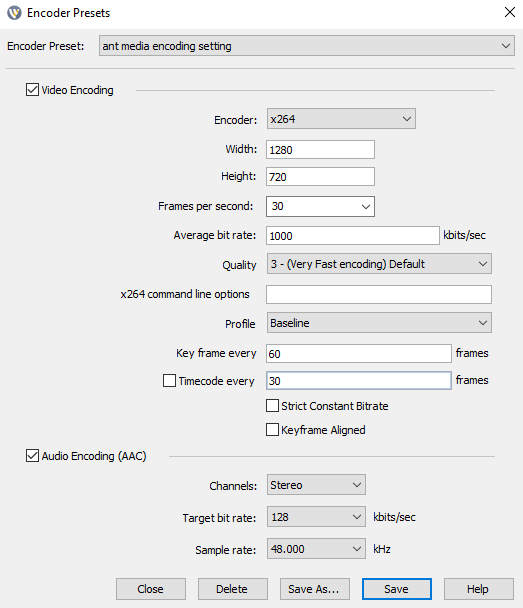 Encoder Presets
Encoder Preset: ant media encoding setting
Video Encoding
Encoder: x264
Width: 1280
Height: 720
Frames per second: 30
Average bit rate: 1000 kbits/sec
Quality 3 - (Very Fast encoding) Default
x264 command line options
Profile Baseline
Key frame every 60 frames
Timecode every 30 frames
Strict Constant Bitrate
Keyframe Aligned
Audio Encoding (AAC)
Channels: Stereo
Target bit rate: 128 kbits/sec
Sample rate: 48.000 kHz
Close Delete Save As... Save Help